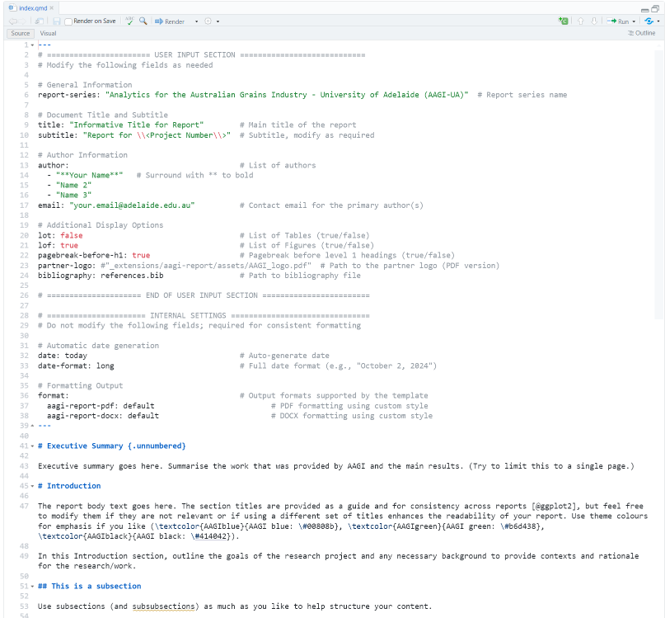 index.qmd
Render on Save
Render
Run
Source Visual
Outline
1 ---
2 # ======================= USER INPUT SECTION ============================
3 # Modify the following fields as needed
4
5 # General Information
6 report-series: "Analytics for the Australian Grains Industry - University of Adelaide (AAGI-UA)" # Report series name
7
8 # Document Title and Subtitle
9 title: "Informative Title for Report" # Main title of the report
10 subtitle: "Report for \\<Project Number\\>" # Subtitle, modify as required
11
12 # Author Information
13 author: # List of authors
14 - "**Your Name**" # Surround with ** to bold
15 - "Name 2"
16 - "Name 3"
17 email: "your.email@adelaide.edu.au" # Contact email for the primary author(s)
18
19 # Additional Display Options
20 lot: false # List of Tables (true/false)
21 lof: true # List of Figures (true/false)
22 pagebreak-before-h1: true # Pagebreak before level 1 headings (true/false)
23 partner-logo: #"_extensions/aagi-report/assets/AAGI_logo.pdf" # Path to the partner logo (PDF version)
24 bibliography: references.bib # Path to bibliography file
25
26 # ===================== END OF USER INPUT SECTION ========================
27
28 # ====================== INTERNAL SETTINGS ===============================
29 # Do not modify the following fields; required for consistent formatting
30
31 # Automatic date generation
32 date: today # Auto-generate date
33 date-format: long # Full date format (e.g., "October 2, 2024")
34
35 # Formatting Output
36 format: # Output formats supported by the template
37 aagi-report-pdf: default # PDF formatting using custom style
38 aagi-report-docx: default # DOCX formatting using custom style
39 ---
40
41 # Executive Summary {.unnumbered}
42
43 Executive summary goes here. Summarise the work that was provided by AAGI and the main results. (Try to limit this to a single page.)
44
45 # Introduction
46
47 The report body text goes here. The section titles are provided as a guide and for consistency across reports [@ggplot2], but feel free
to modify them if they are not relevant or if using a different set of titles enhances the readability of your report. Use theme colours
for emphasis if you like (\textcolor{AAGIblue}{AAGI blue: \#00808b}, \textcolor{AAGIgreen}{AAGI green: \#b6d438},
\textcolor{AAGIblack}{AAGI black: \#414042}).
48
49 In this Introduction section, outline the goals of the research project and any necessary background to provide contexts and rationale
for the research/work.
50
51 ## This is a subsection
52
53 Use subsections (and subsubsections) as much as you like to help structure your content.
54